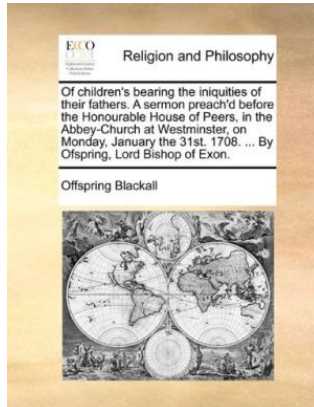 ECCO
Religion and Philosophy
Of children's bearing the iniquities of
their fathers. A sermon preach'd before
the Honourable House of Peers, in the
Abbey-Church at Westminster, on
Monday, January the 31st. 1708. ... By
Ofspring, Lord Bishop of Exon.
Offspring Blackall